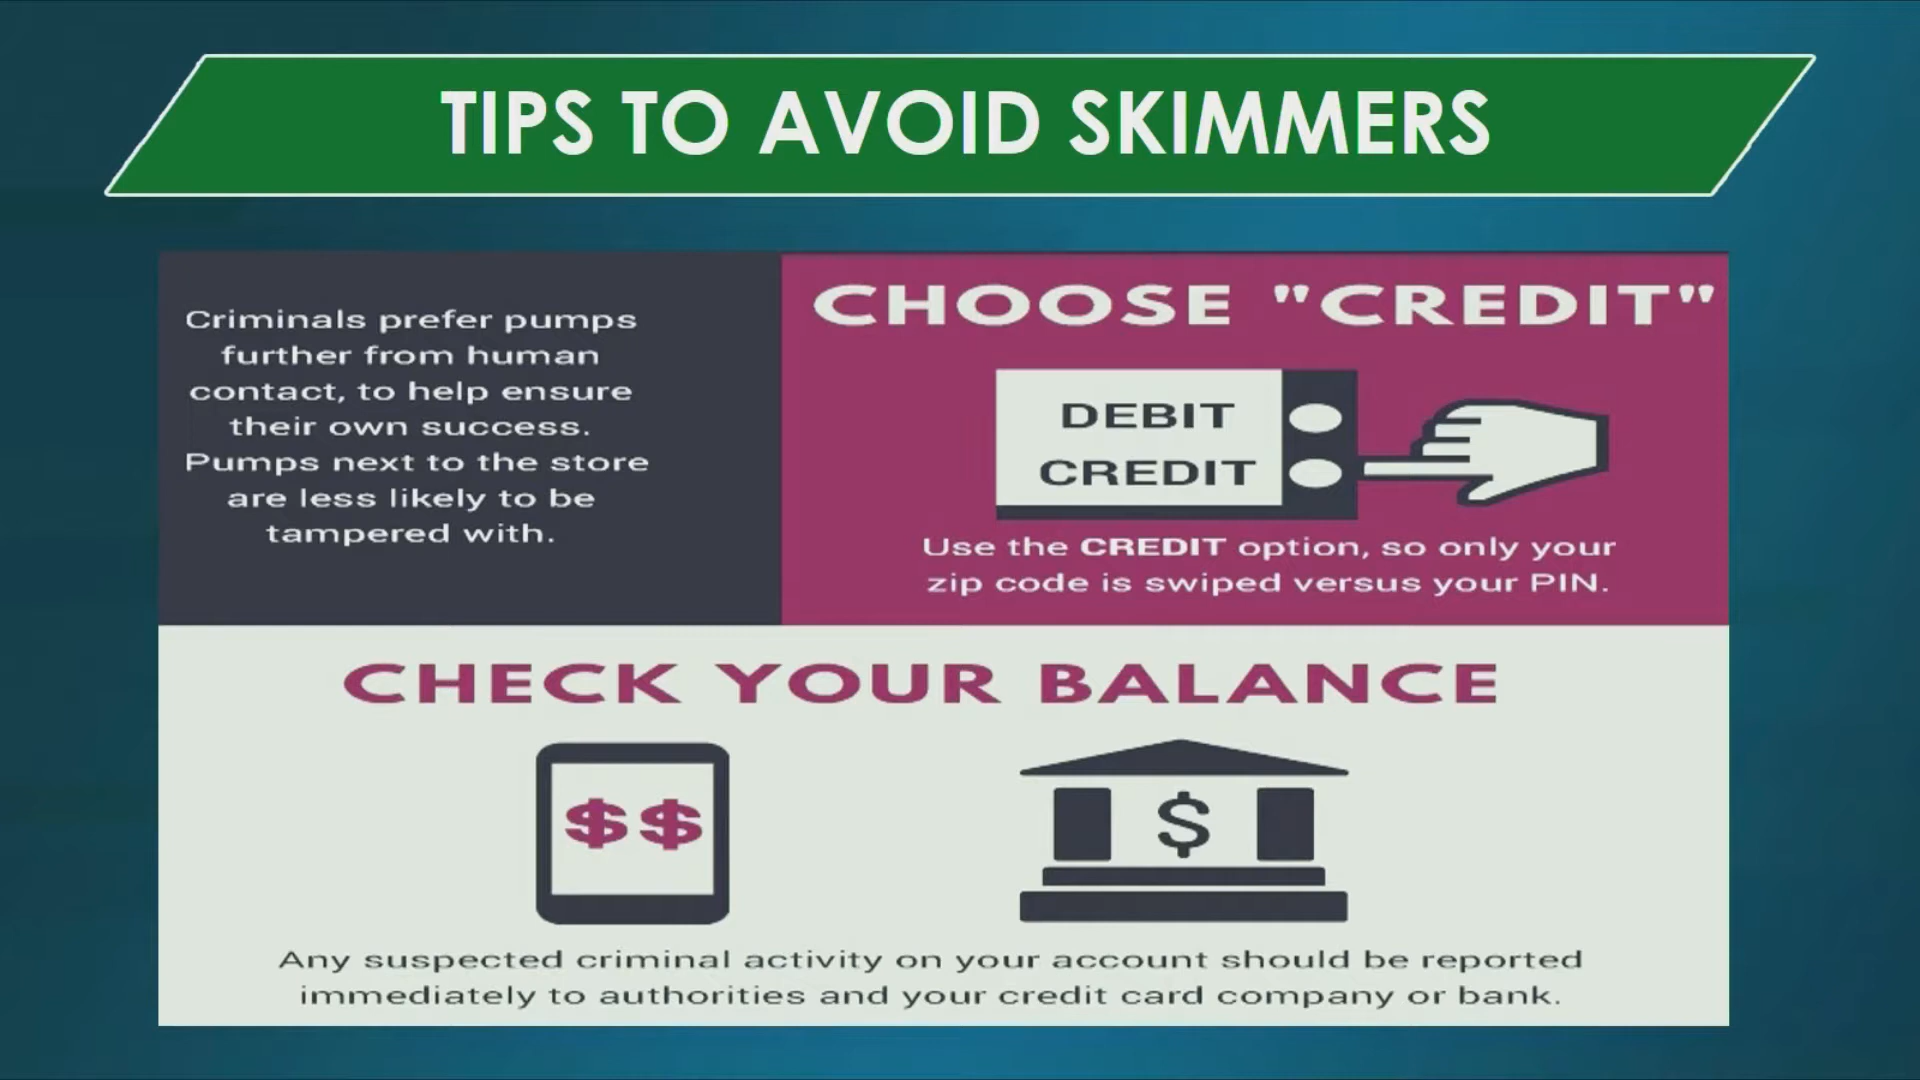 TIPS TO AVOID SKIMMERS
Criminals prefer pumps
further from human
contact, to help ensure
their own success.
Pumps next to the store
are less likely to be
tampered with.
CHOOSE "CREDIT"
DEBIT
CREDIT
Use the CREDIT option, so only your
zip code is swiped versus your PIN.
CHECK YOUR BALANCE
$$
$
Any suspected criminal activity on your account should be reported
immediately to authorities and your credit card company or bank.